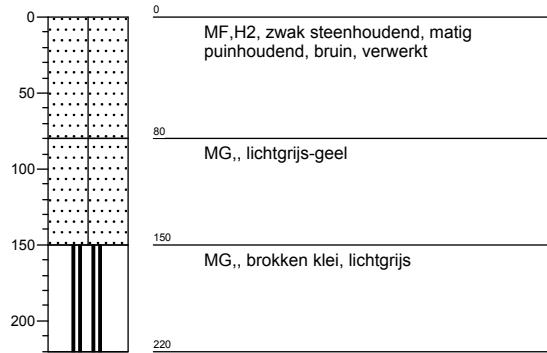 0
50
100
150
200
0
MF,H2, zwak steenhoudend, matig
puinhoudend, bruin, verwerkt
80
MG,, lichtgrijs-geel
150
MG,, brokken klei, lichtgrijs
220